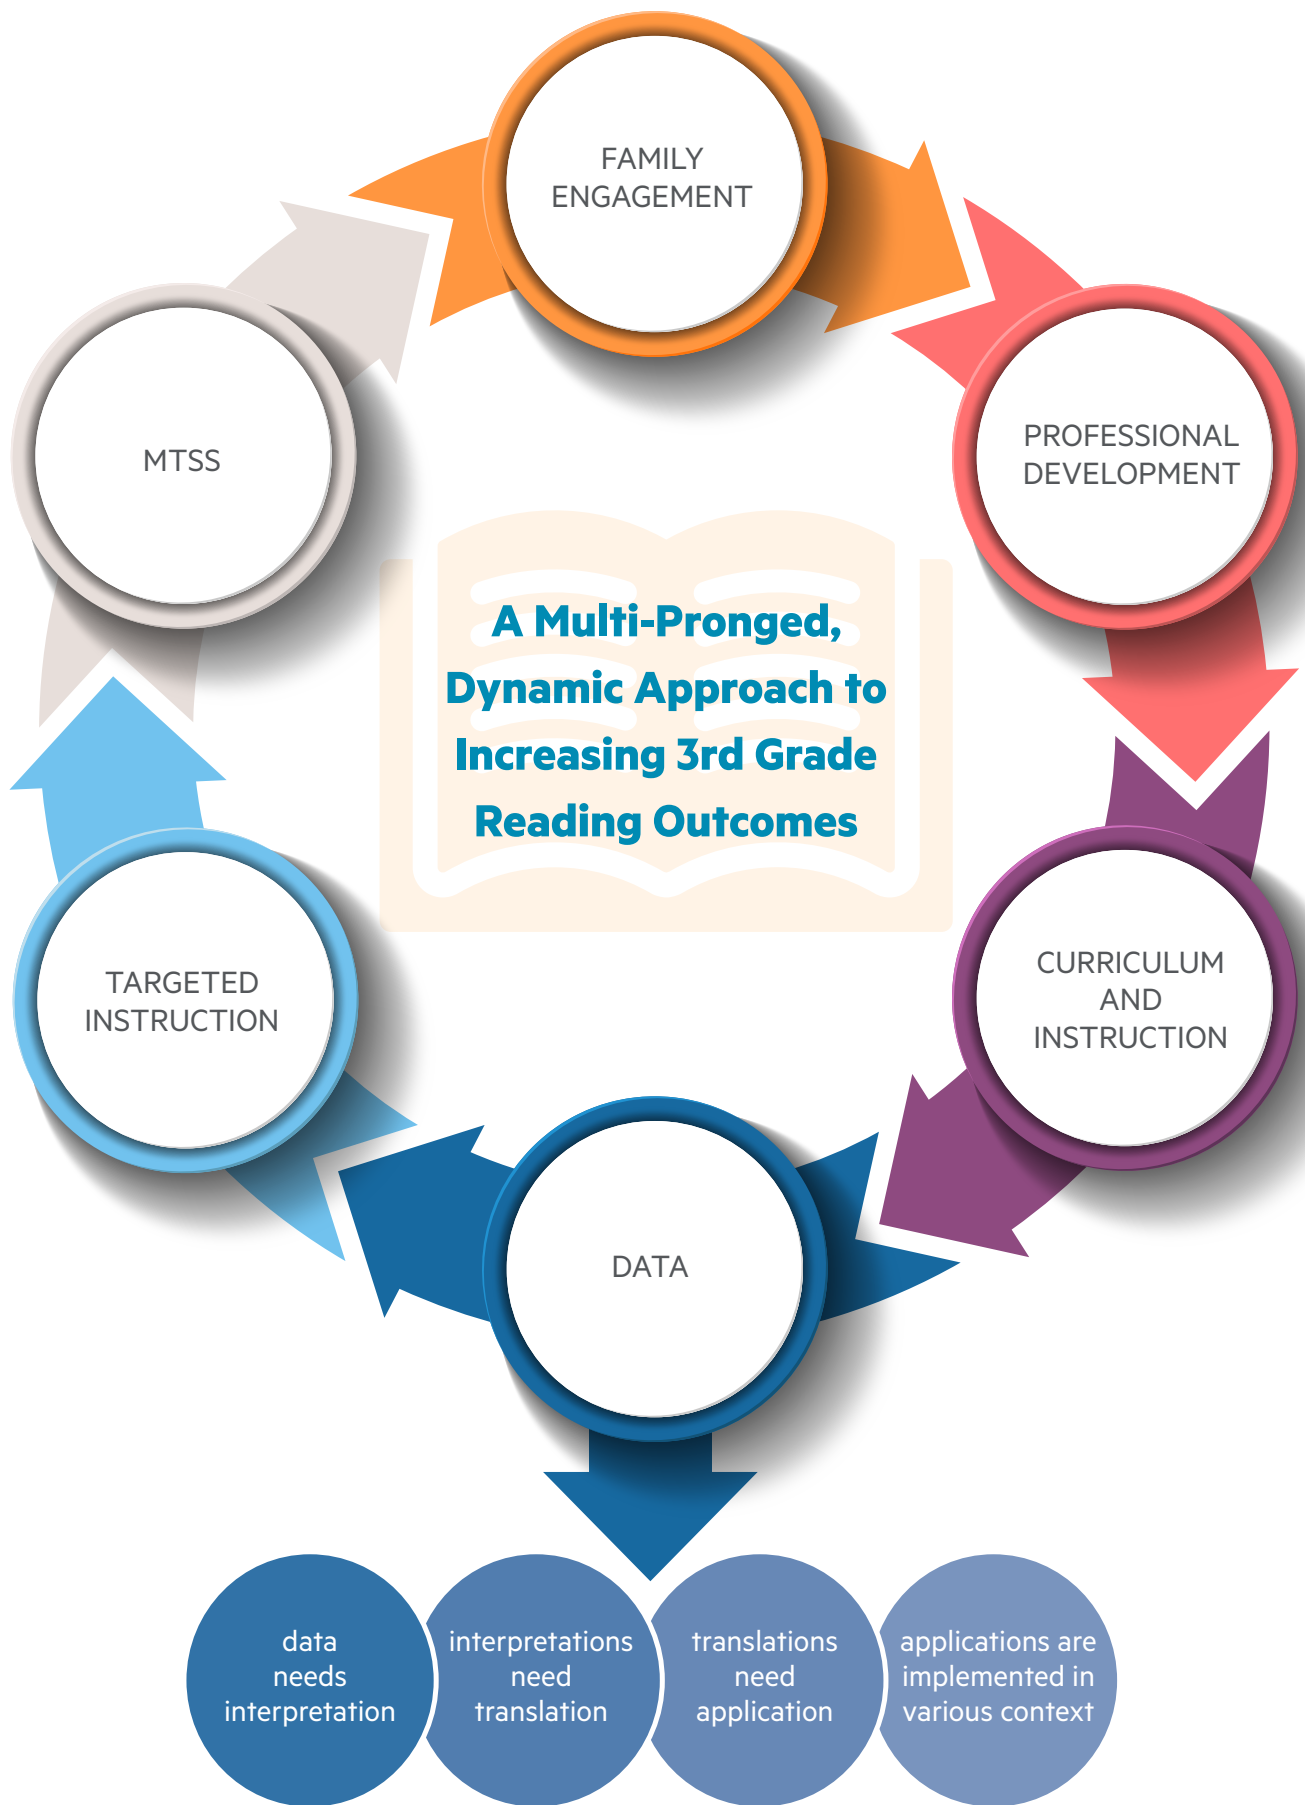 FAMILY
ENGAGEMENT
PROFESSIONAL
DEVELOPMENT
MTSS
A Multi-Pronged,
Dynamic Approach to
Increasing 3rd Grade
Reading Outcomes
CURRICULUM
AND
INSTRUCTION
TARGETED
INSTRUCTION
DATA
data
needs
interpretation
interpretations
need
translation
translations
need
application
applications are
implemented in
various context